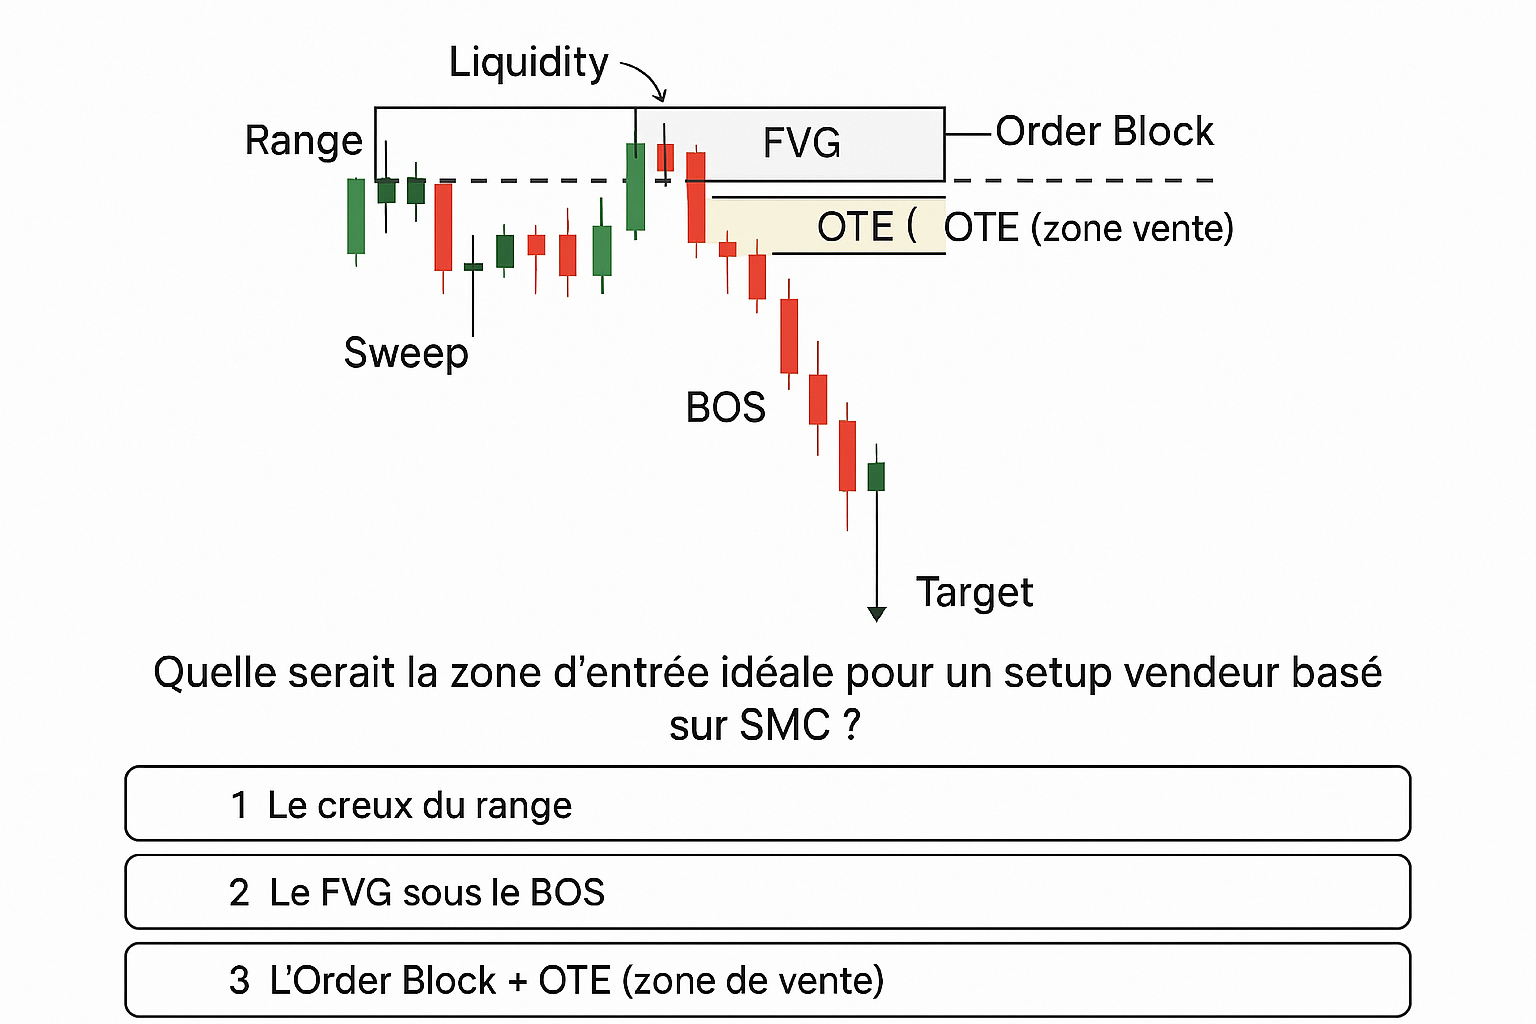 Liquidity
Range
FVG
Order Block
OTE ( OTE (zone vente)
Sweep
BOS
Target
Quelle serait la zone d'entrée idéale pour un setup vendeur basé
sur SMC ?
1 Le creux du range
2 Le FVG sous le BOS
3 L'Order Block + OTE (zone de vente)